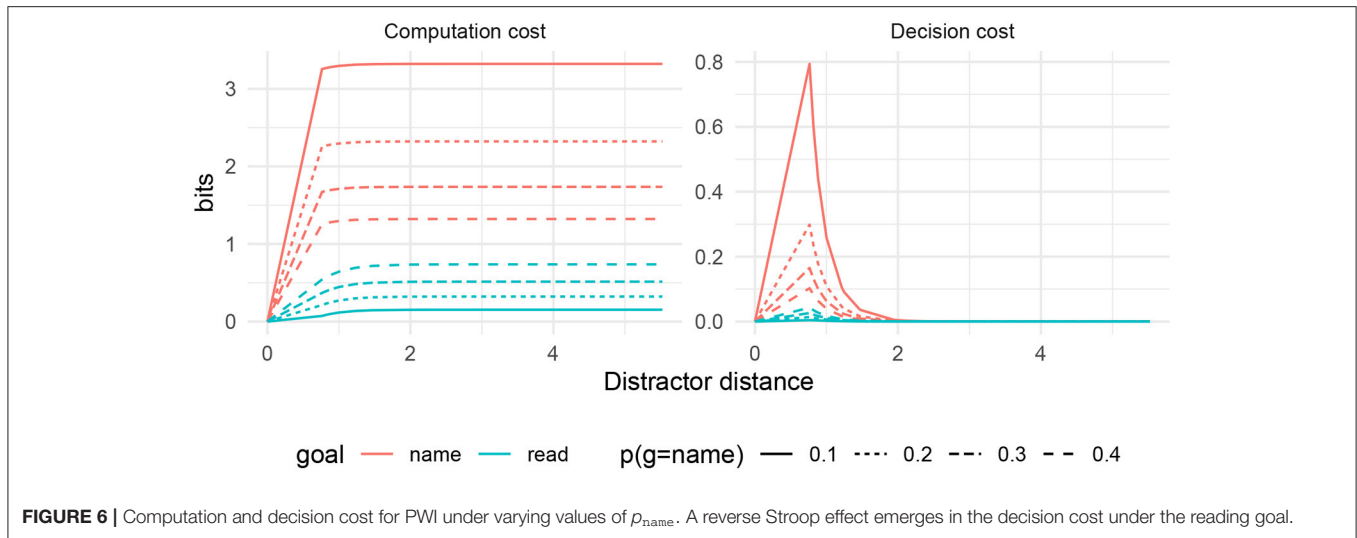 Computation cost
Decision cost
bits
3
2
1
0
0.8
0.6
0.4
0.2
0.0
0 2 4
0 2 4
Distractor distance
goal name read p(g=name) 0.1 0.2 0.3 0.4
FIGURE 6 | Computation and decision cost for PWI under varying values of pname. A reverse Stroop effect emerges in the decision cost under the reading goal.